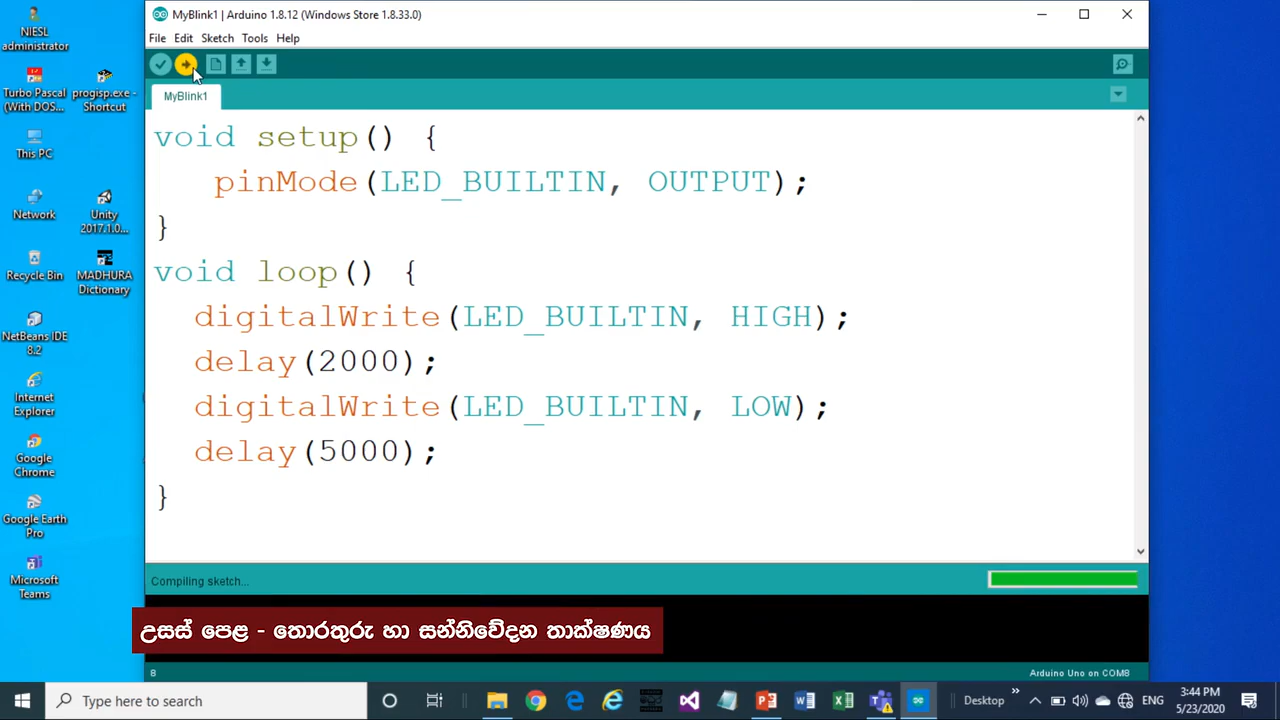 NIESL
administrator
Turbo Pascal
(With DOS...
progisp.exe -
Shortcut
This PC
Network
Unity
2017.1.0...
Recycle Bin
MADHURA
Dictionary
NetBeans IDE
8.2
Internet
Explorer
Google
Chrome
Google Earth
Pro
Microsoft
Teams
MyBlink1 | Arduino 1.8.12 (Windows Store 1.8.33.0)
File Edit Sketch Tools Help
MyBlink1
void setup() {
pinMode(LED_BUILTIN, OUTPUT);
}
void loop() {
digitalWrite(LED_BUILTIN, HIGH);
delay(2000);
digitalWrite(LED_BUILTIN, LOW);
delay(5000);
}
Compiling sketch...
උසස් පෙළ - තොරතුරු හා සන්නිවේදන තාක්ෂණය
8
Arduino Uno on COM8
Type here to search
Desktop
ENG
3:44 PM
5/23/2020